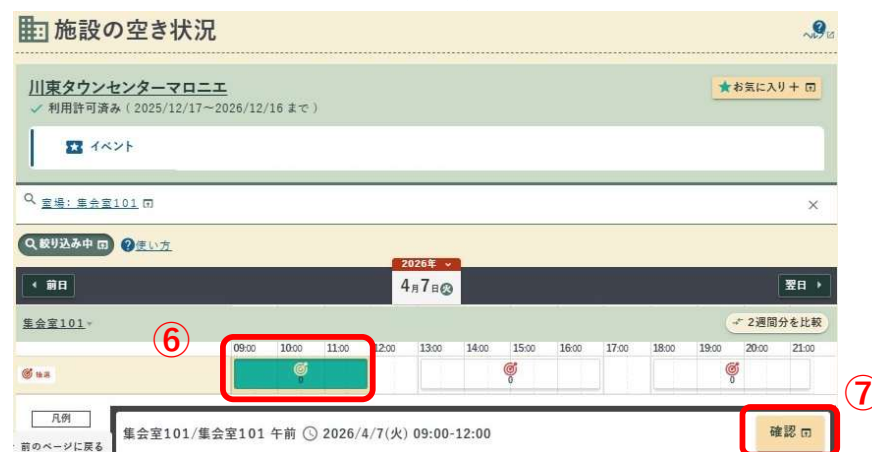 施設の空き状況
ヘルプ
川東タウンセンターマロニエ
✓ 利用許可済み ( 2025/12/17～2026/12/16 まで )
★お気に入り＋
イベント
室場: 集会室101
×
絞り込み中
?使い方
2026年
前日
4月7日火
翌日
集会室101
2週間分を比較
⑥
09:00 10:00 11:00 12:00 13:00 14:00 15:00 16:00 17:00 18:00 19:00 20:00 21:00
抽選
0 0 0
⑦
凡例
前のページに戻る
集会室101/集会室101 午前 2026/4/7(火) 09:00-12:00
確認